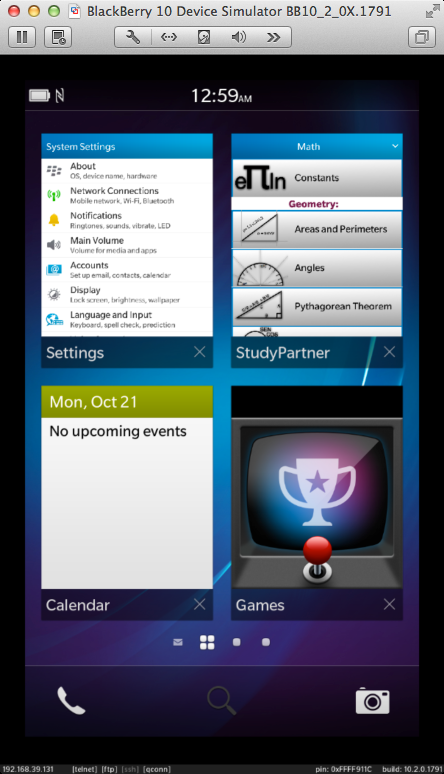 BlackBerry 10 Device Simulator BB10_2_0X.1791
12:59AM
System Settings
About
OS, device name, hardware
Network Connections
Mobile network, Wi-Fi, Bluetooth
Notifications
Ringtones, sounds, vibrate, LED
Main Volume
Volume for media and apps
Accounts
Set up email, contacts, calendar
Display
Lock screen, brightness, wallpaper
Language and Input
Keyboard, spell check, prediction
Settings
Math
Constants
Geometry:
Areas and Perimeters
Angles
Pythagorean Theorem
StudyPartner
Mon, Oct 21
No upcoming events
Calendar
Games
192.168.39.131 [telnet] [ftp] [ssh] [qconn] pin: 0xFFFF911C build: 10.2.0.1791